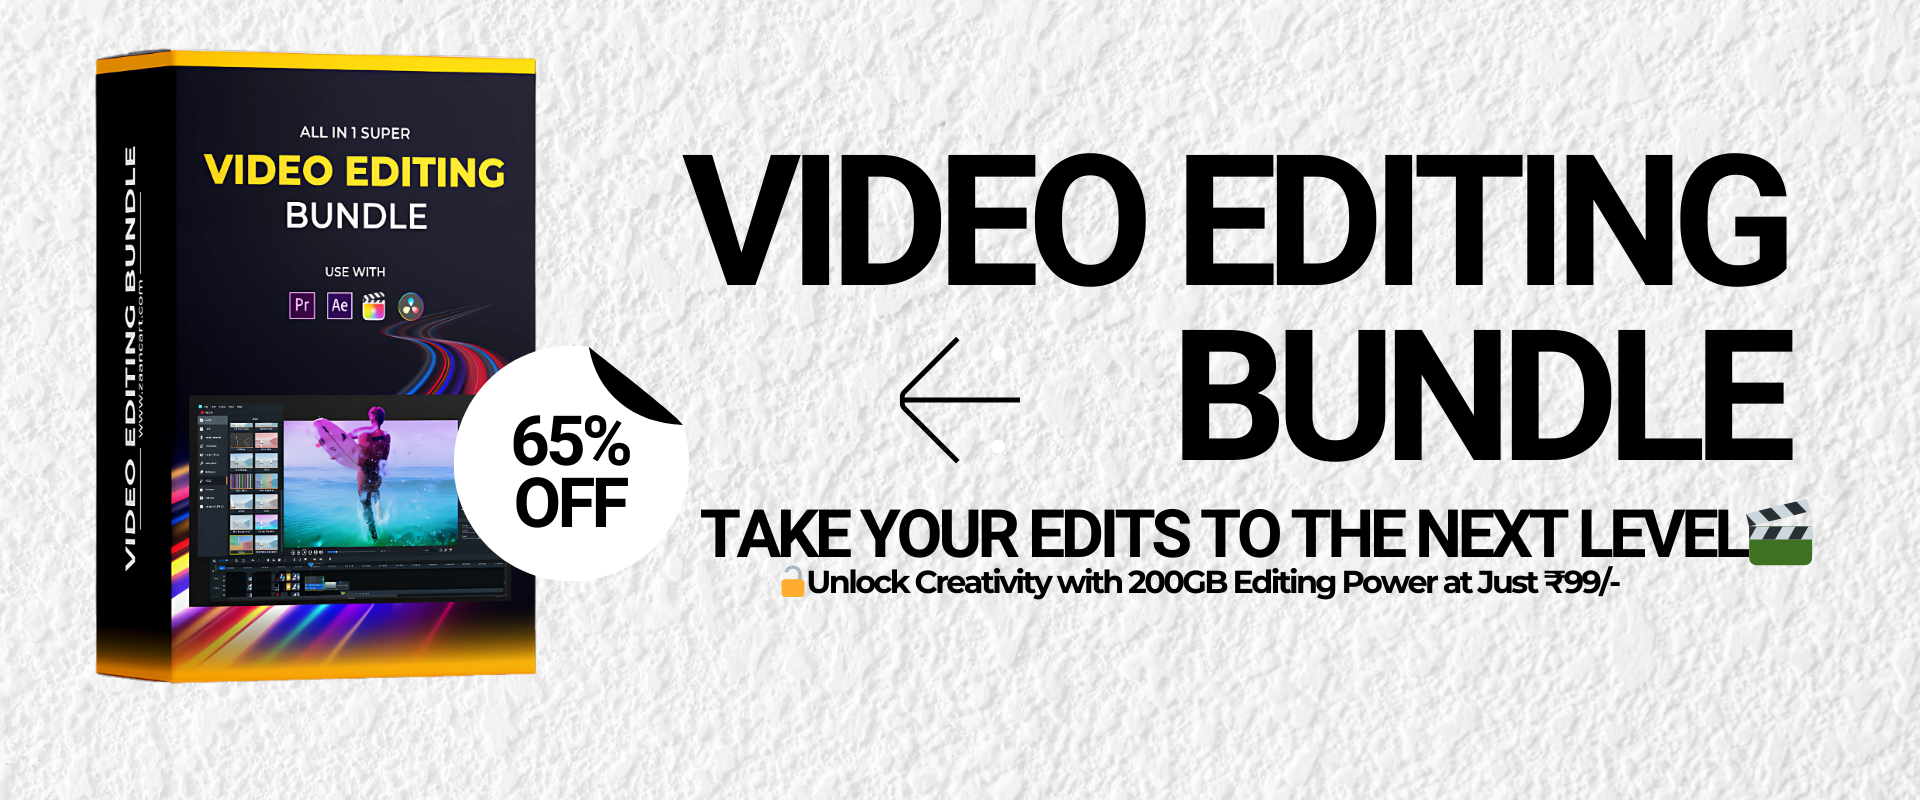 ALL IN 1 SUPER
VIDEO EDITING
BUNDLE
USE WITH
Pr Ae
VIDEO EDITING BUNDLE
www.zaancart.com
65%
OFF
VIDEO EDITING
BUNDLE
TAKE YOUR EDITS TO THE NEXT LEVEL
Unlock Creativity with 200GB Editing Power at Just ₹99/-